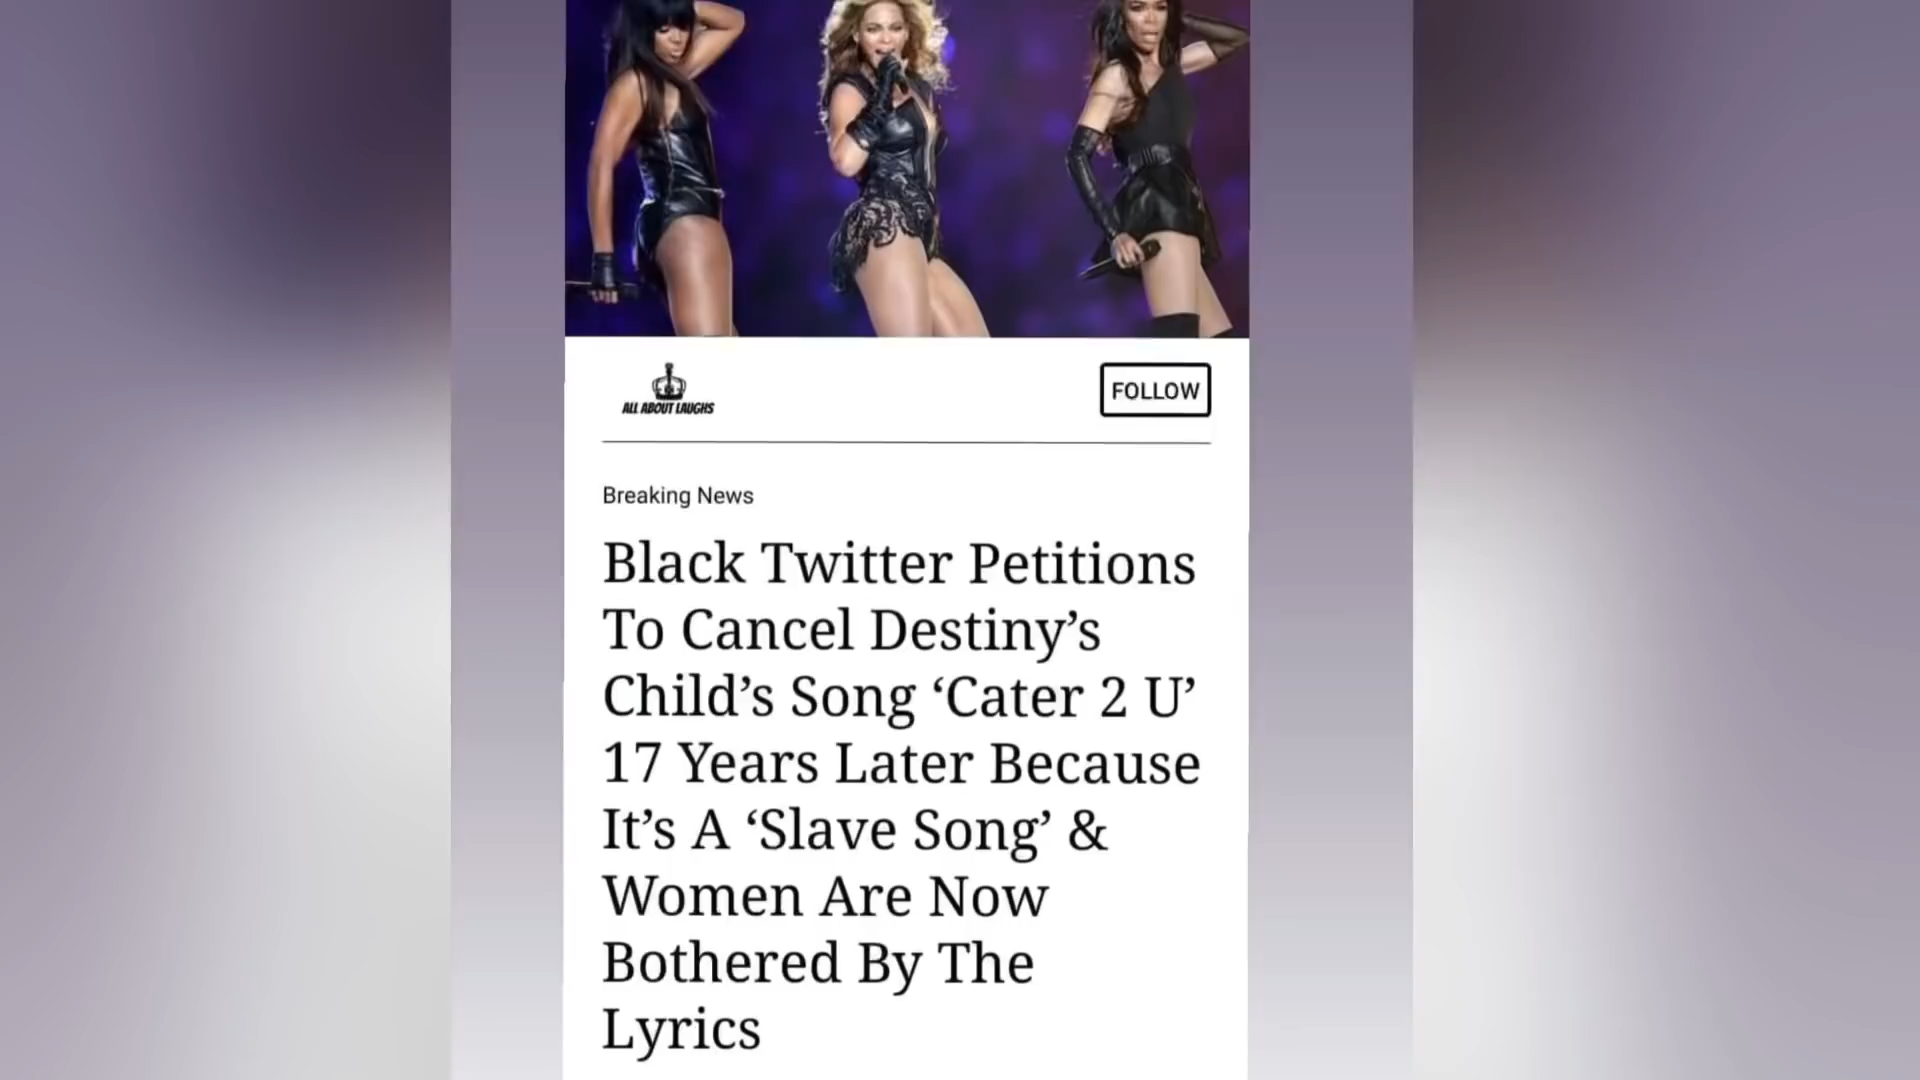 ALL ABOUT LAUGHS
FOLLOW
Breaking News
Black Twitter Petitions
To Cancel Destiny’s
Child’s Song ‘Cater 2 U’
17 Years Later Because
It’s A ‘Slave Song’ &
Women Are Now
Bothered By The
Lyrics